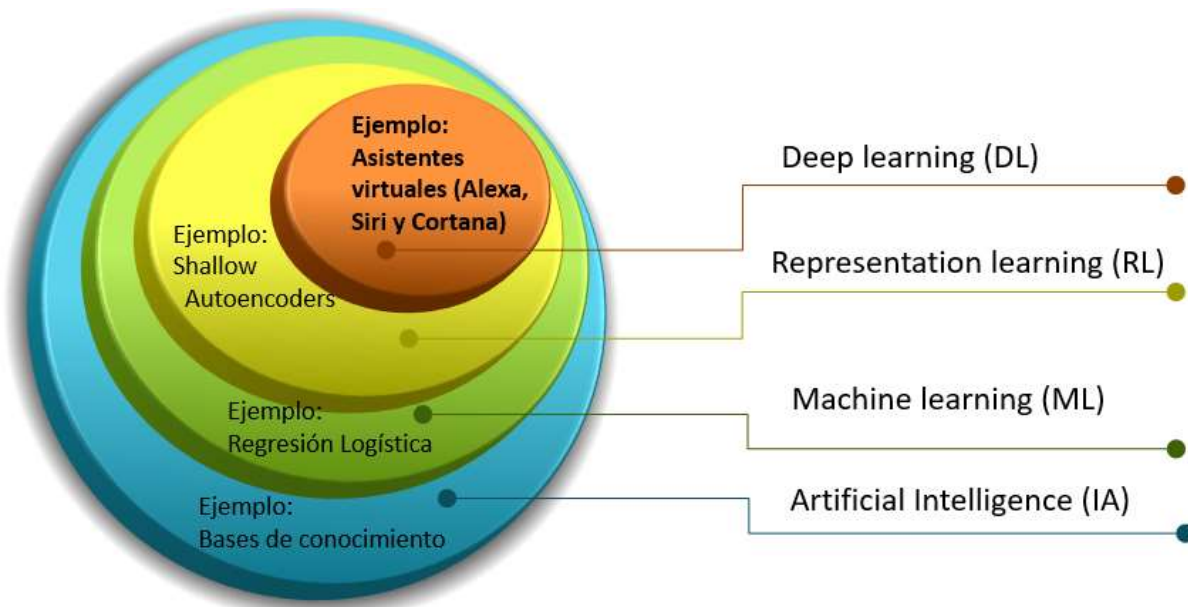 Ejemplo:
Asistentes
virtuales (Alexa,
Siri y Cortana)
Deep learning (DL)
Ejemplo:
Shallow
Autoencoders
Representation learning (RL)
Ejemplo:
Regresión Logística
Machine learning (ML)
Ejemplo:
Bases de conocimiento
Artificial Intelligence (IA)